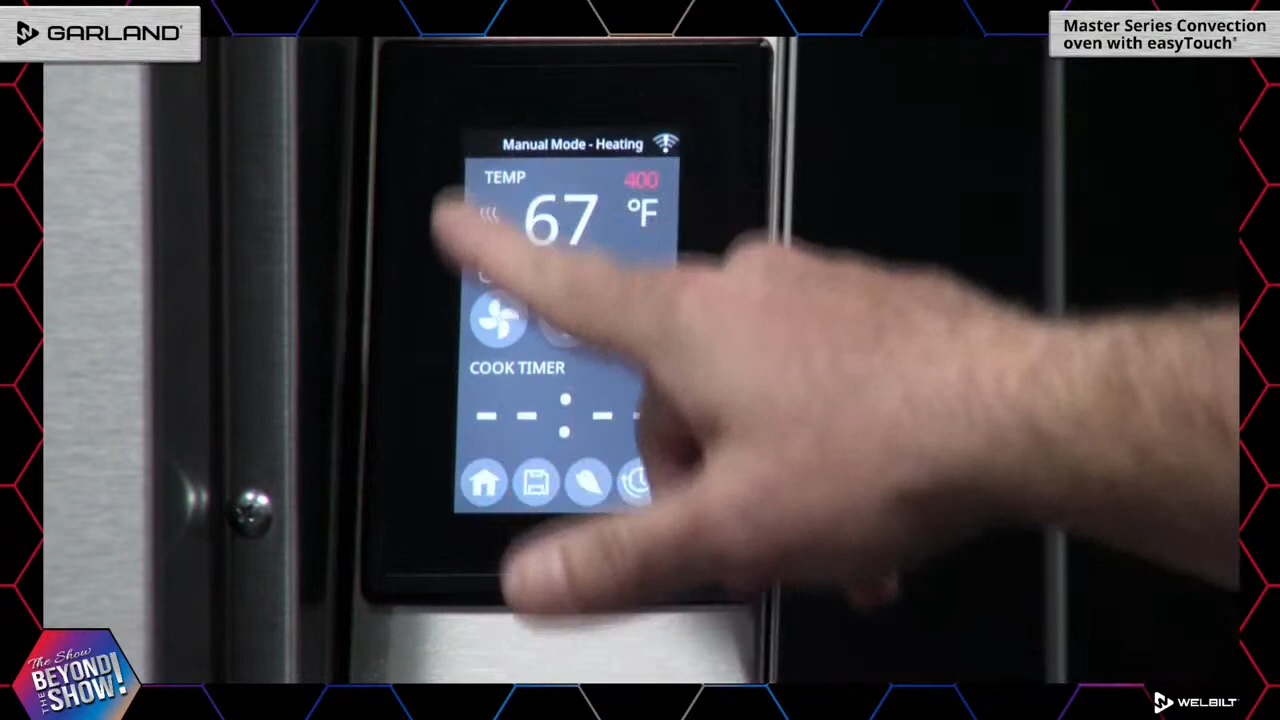 GARLAND
Master Series Convection
oven with easyTouch®
Manual Mode - Heating
TEMP
400
67
°F
COOK TIMER
- - : - -
The Show
BEYOND
THE
SHOW!
WELBILT